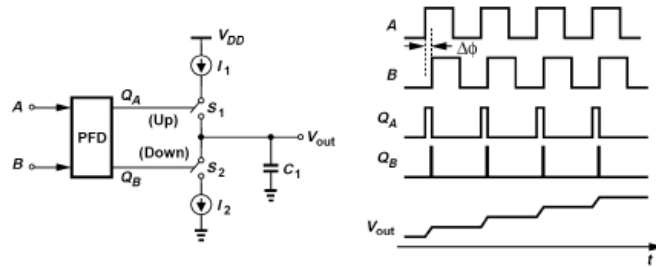 V_DD
I_1
A
Q_A
S_1
(Up)
PFD
V_out
(Down)
S_2
B
Q_B
C_1
I_2
A
Δϕ
B
Q_A
Q_B
V_out
t